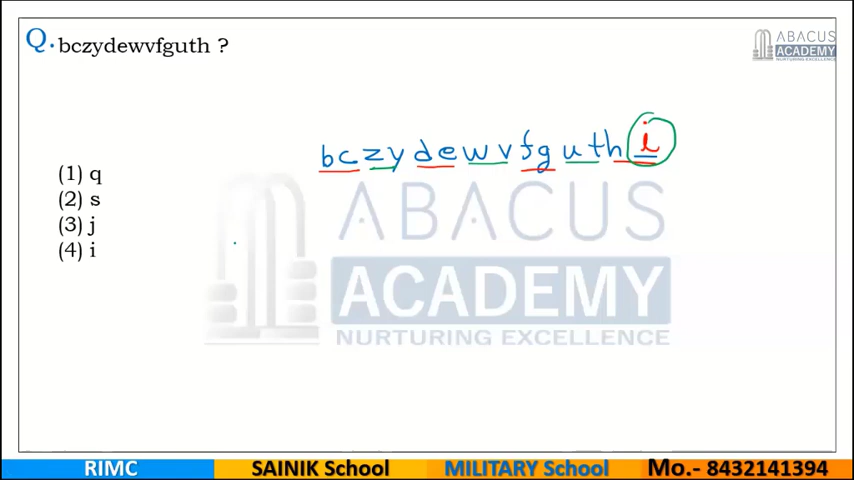 Q. bczydewvfguth ?
ABACUS
ACADEMY
NURTURING EXCELLENCE
bczydewvfguthi
(1) q
(2) s
(3) j
(4) i
ABACUS
ACADEMY
NURTURING EXCELLENCE
RIMC SAINIK School MILITARY School Mo.- 8432141394